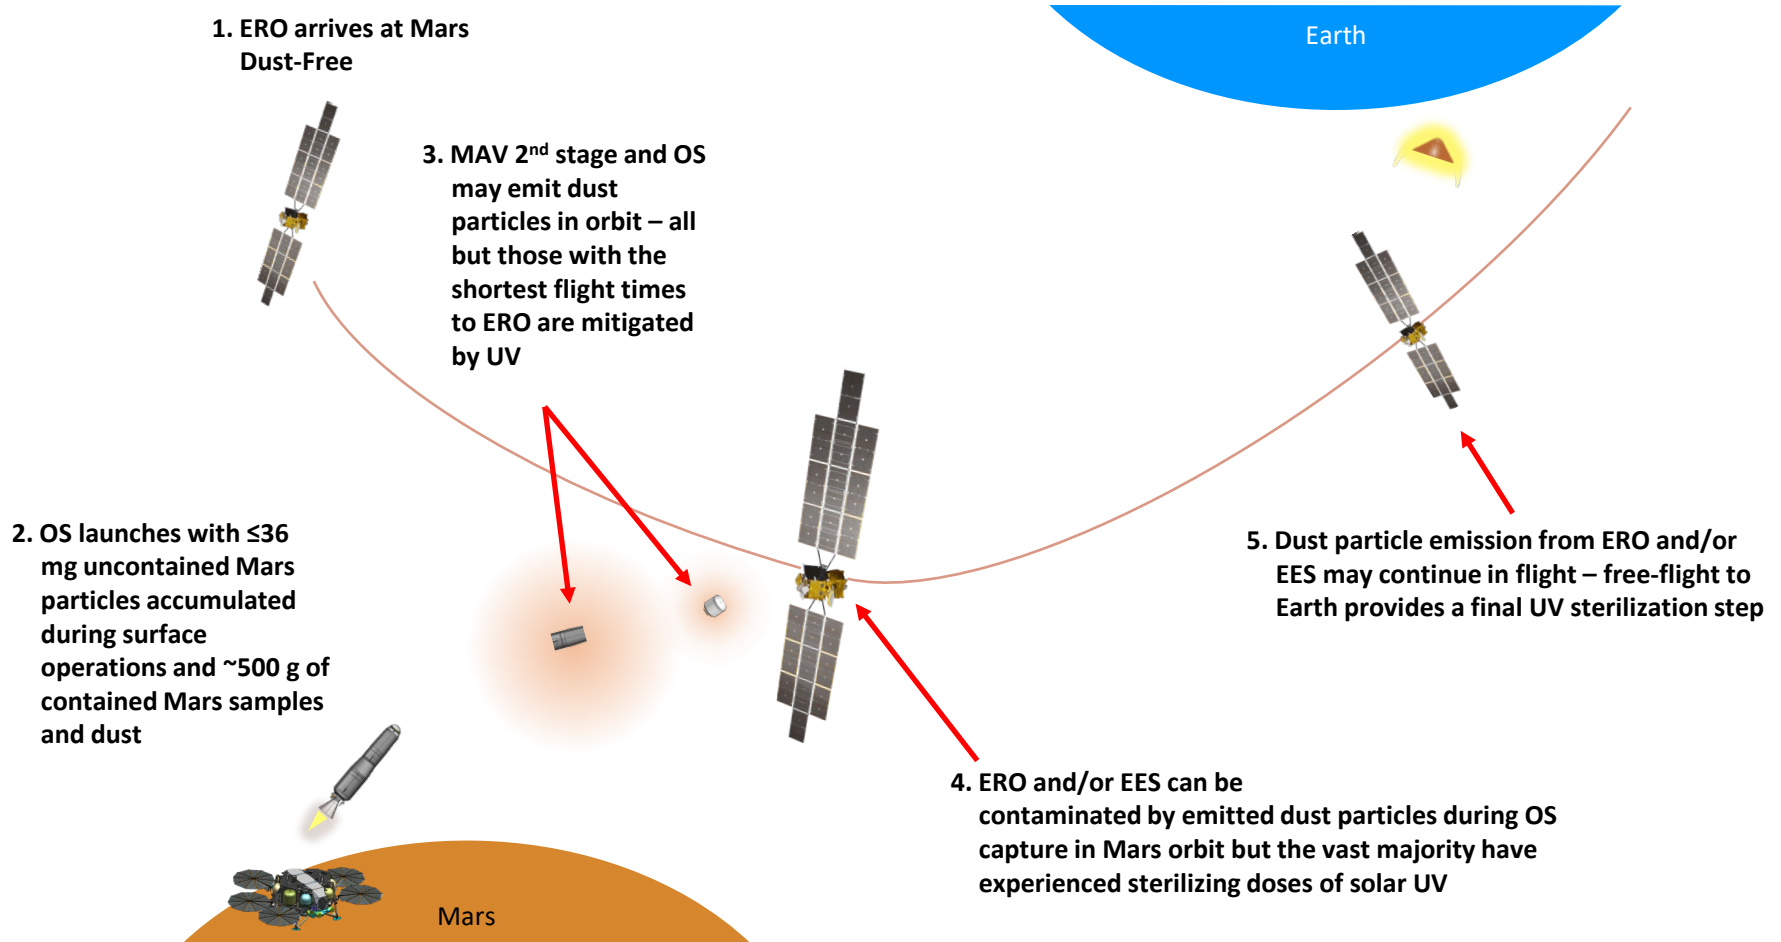 1. ERO arrives at Mars
Dust-Free
Earth
3. MAV 2nd stage and OS
may emit dust
particles in orbit – all
but those with the
shortest flight times
to ERO are mitigated
by UV
2. OS launches with ≤36
mg uncontained Mars
particles accumulated
during surface
operations and ~500 g of
contained Mars samples
and dust
5. Dust particle emission from ERO and/or
EES may continue in flight – free-flight to
Earth provides a final UV sterilization step
4. ERO and/or EES can be
contaminated by emitted dust particles during OS
capture in Mars orbit but the vast majority have
experienced sterilizing doses of solar UV
Mars